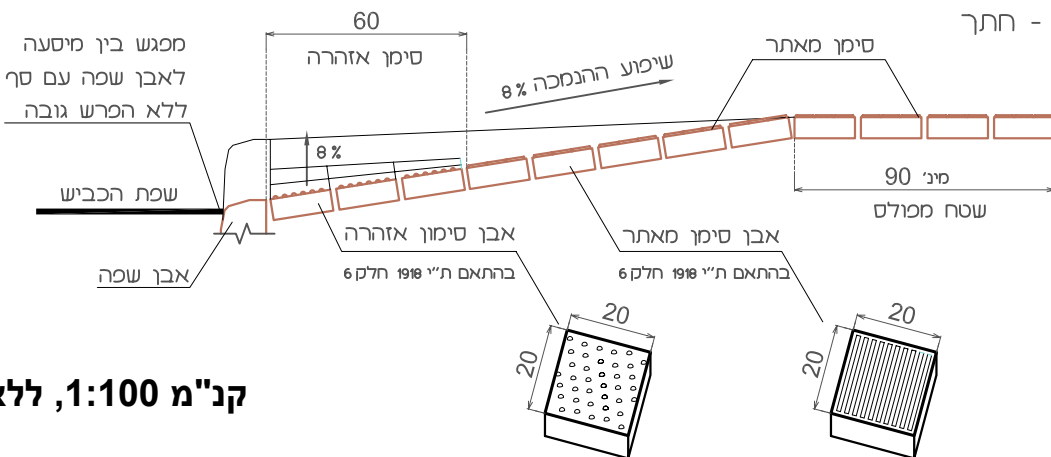 - חתך
60
סימן אזהרה
מפגש בין מיסעה
לאבן שפה עם סף
ללא הפרש גובה
שיפוע ההנמכה 8%
סימן מאתר
8%
שפת הכביש
מינ' 90
שטח מפולס
אבן שפה
אבן סימון אזהרה
בהתאם ת''י 1918 חלק 6
אבן סימן מאתר
בהתאם ת''י 1918 חלק 6
20
20
20
20
קנ"מ 1:100, ללא